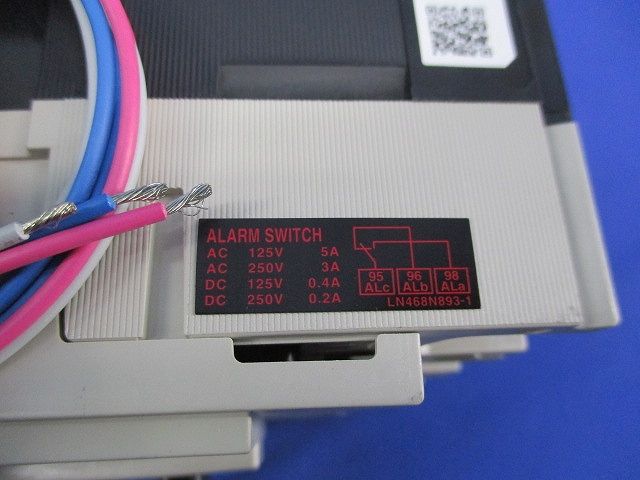 ALARM SWITCH
AC 125V 5A
AC 250V 3A
DC 125V 0.4A
DC 250V 0.2A
95 96 98
ALc ALb ALa
LN468N893-1